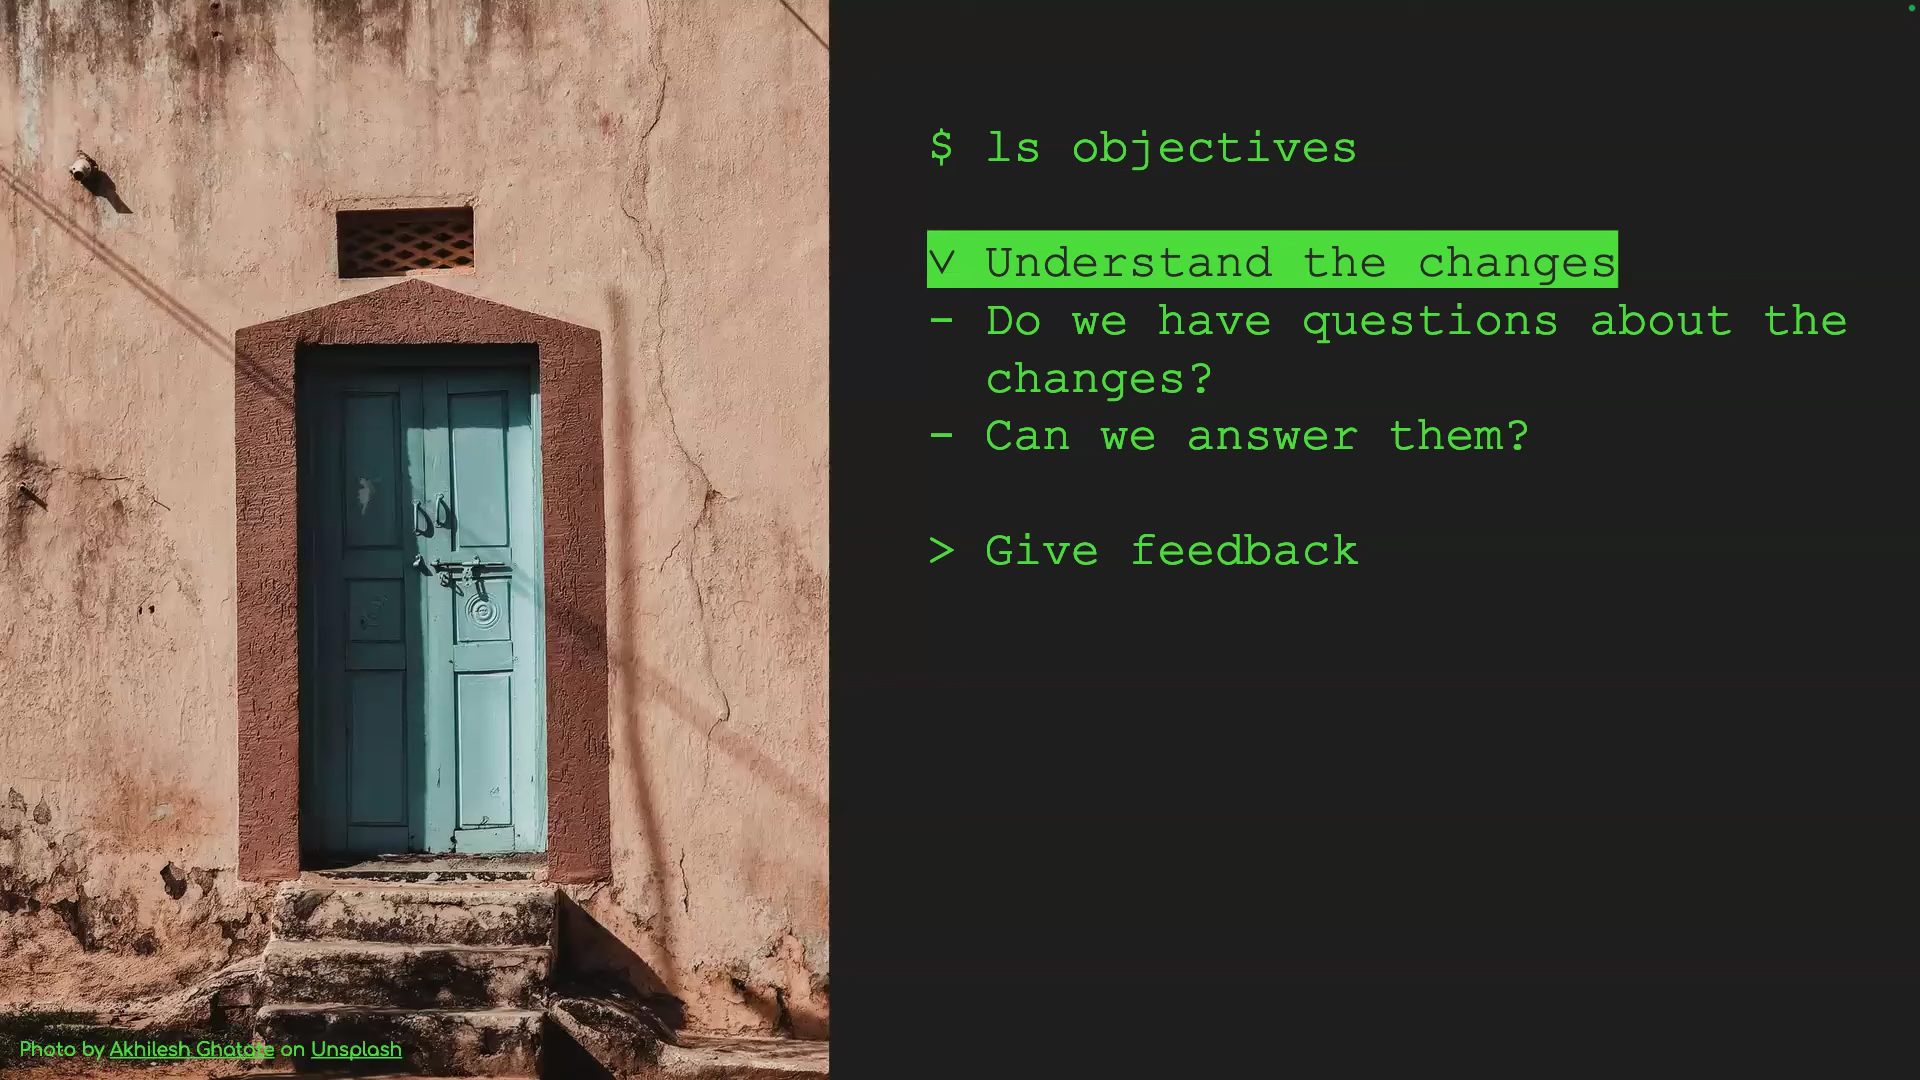 $ ls objectives
v Understand the changes
- Do we have questions about the
changes?
- Can we answer them?
> Give feedback
Photo by Akhilesh Ghatate on Unsplash